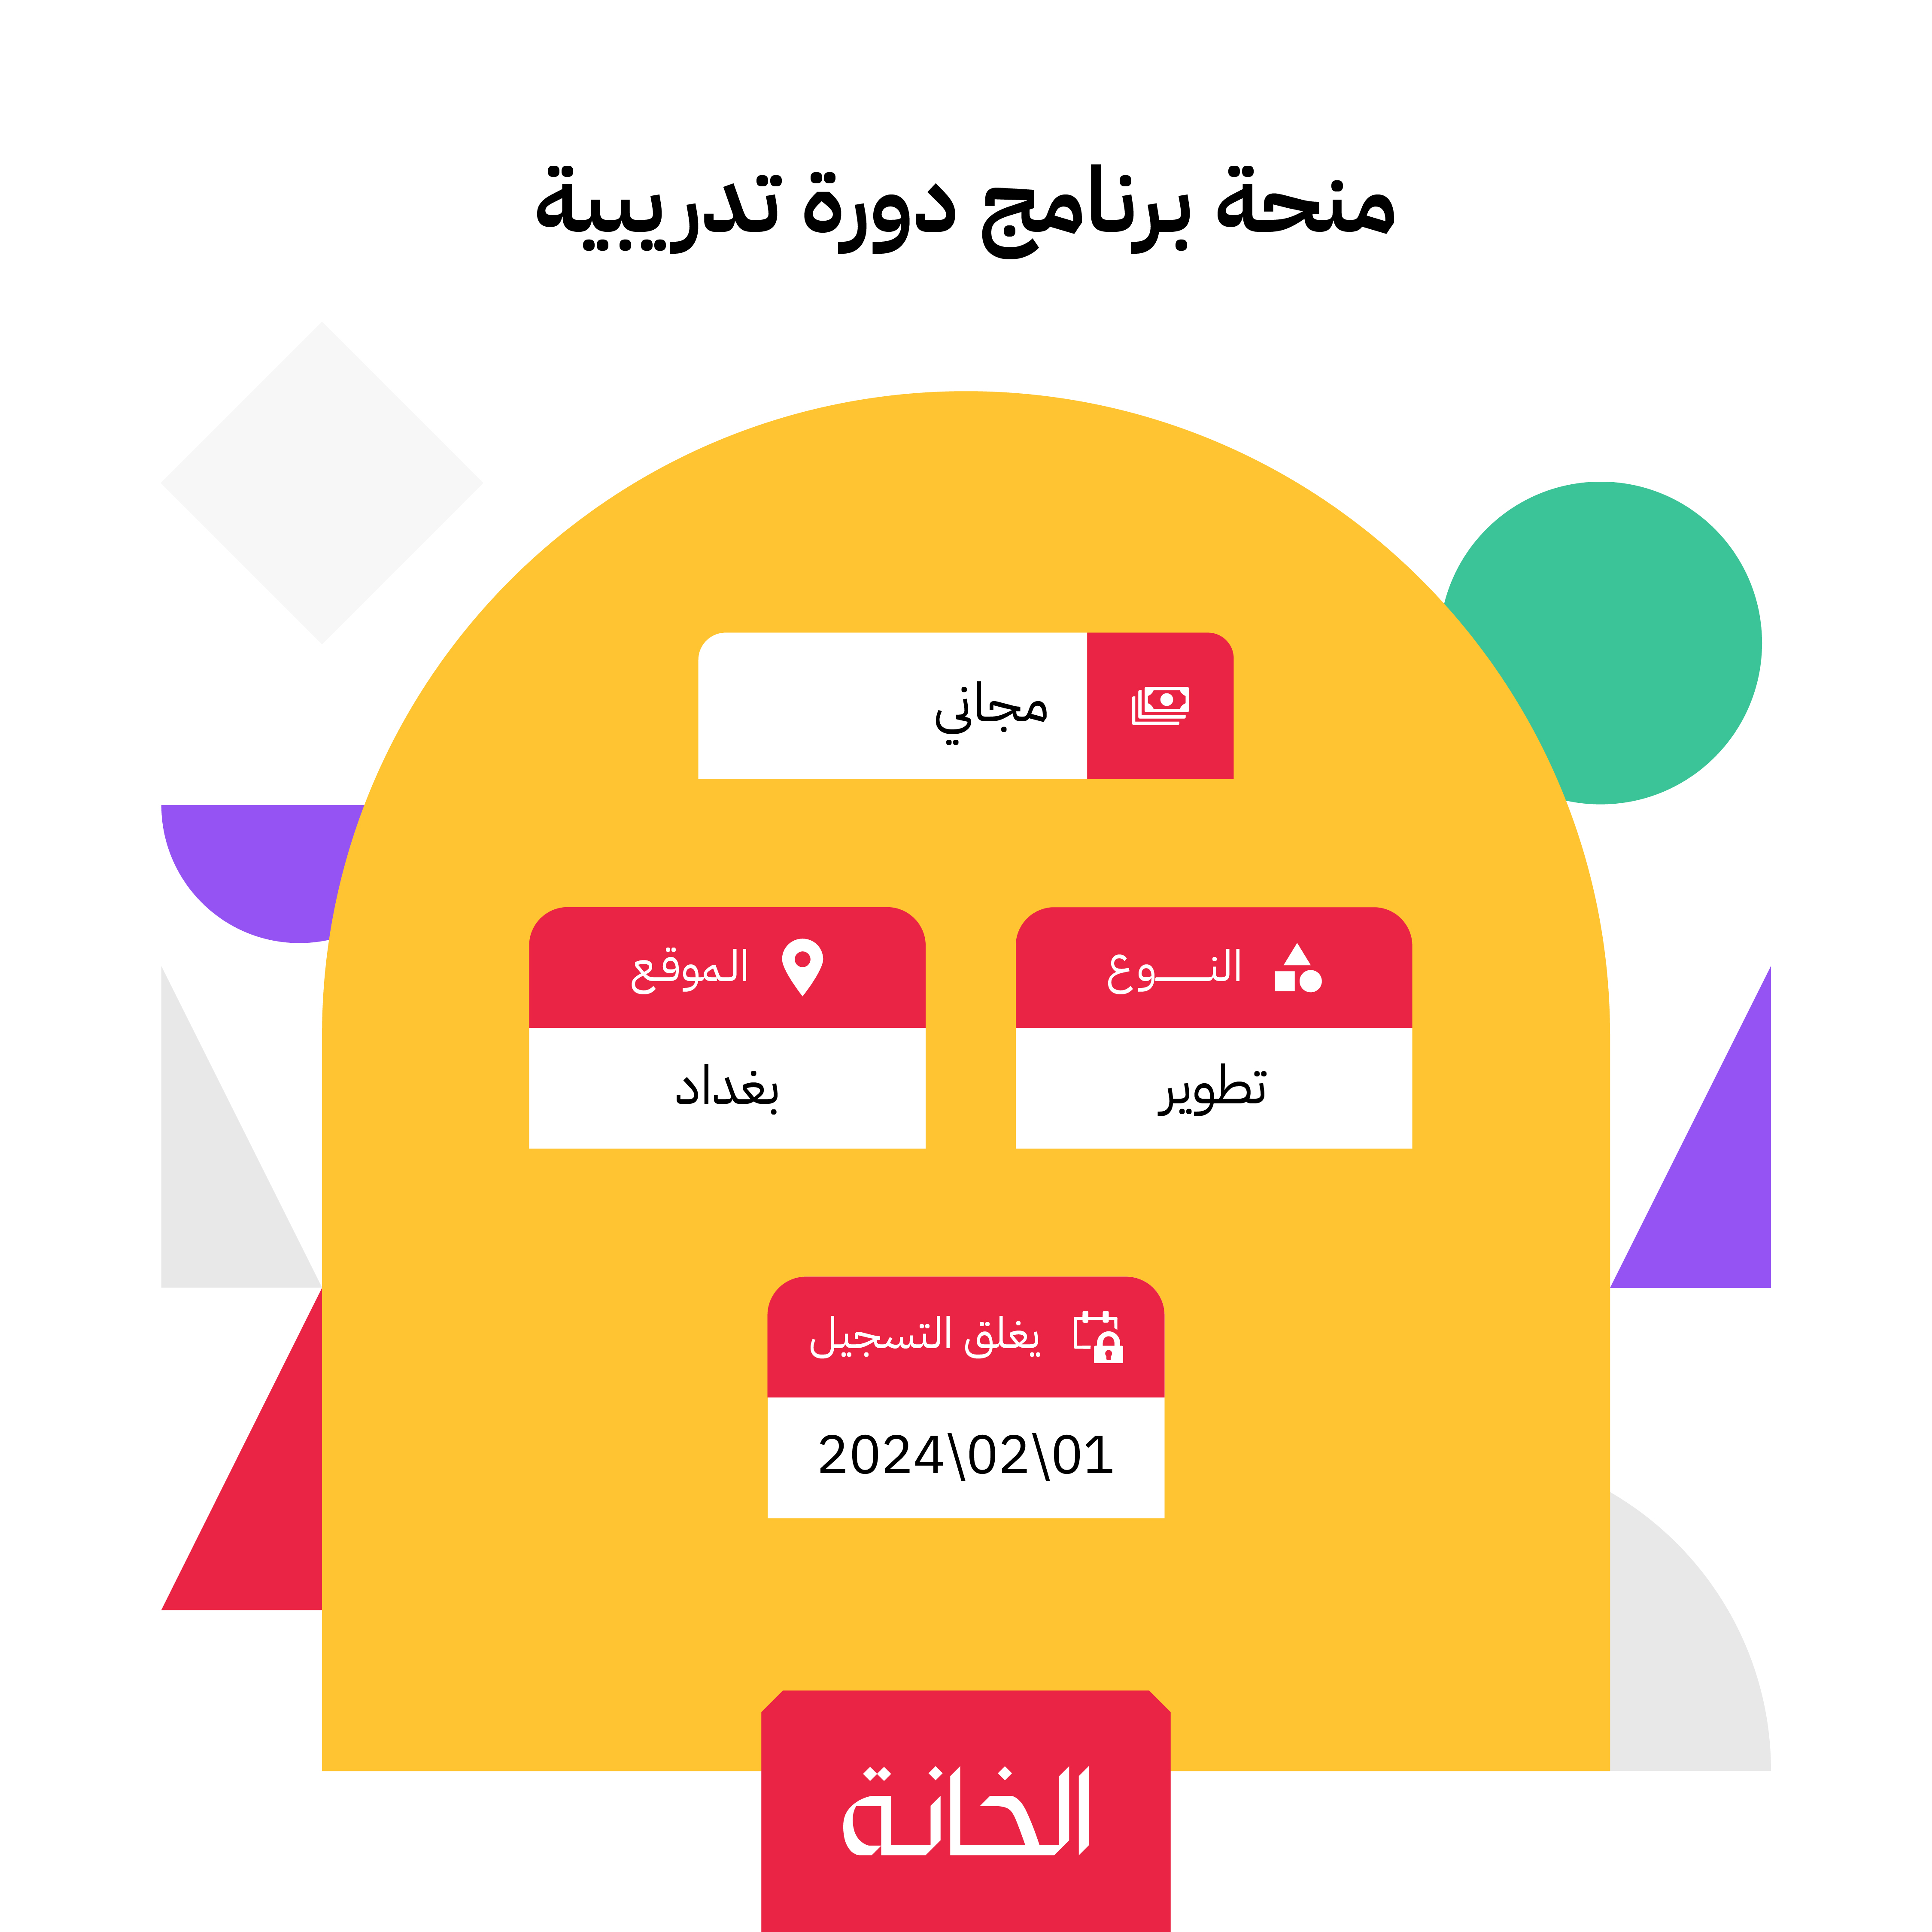 منحة برنامج دورة تدريبية
مجاني
النـــوع
تطوير
الموقع
بغداد
يغلق التسجيل
2024\02\01
الخانة